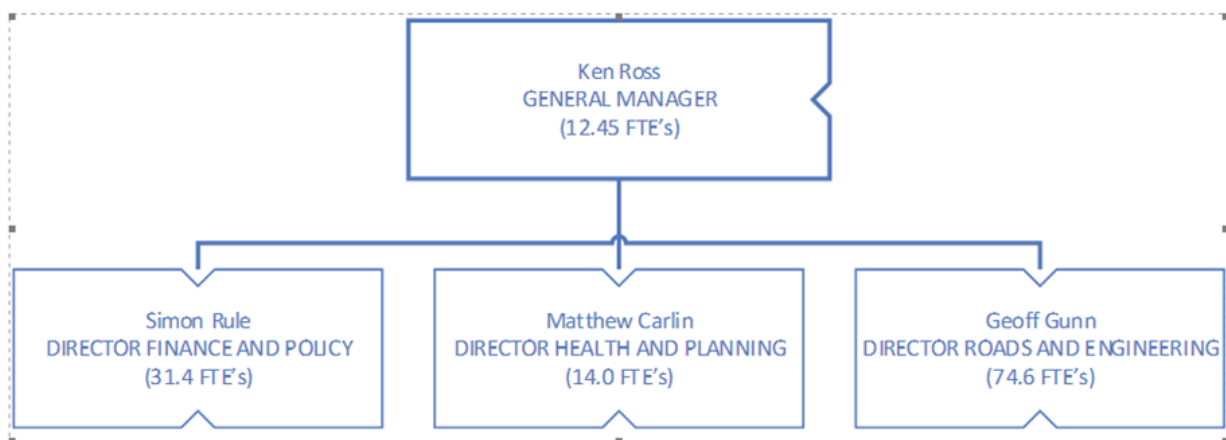 Ken Ross
GENERAL MANAGER
(12.45 FTE's)
Simon Rule
DIRECTOR FINANCE AND POLICY
(31.4 FTE's)
Matthew Carlin
DIRECTOR HEALTH AND PLANNING
(14.0 FTE's)
Geoff Gunn
DIRECTOR ROADS AND ENGINEERING
(74.6 FTE's)